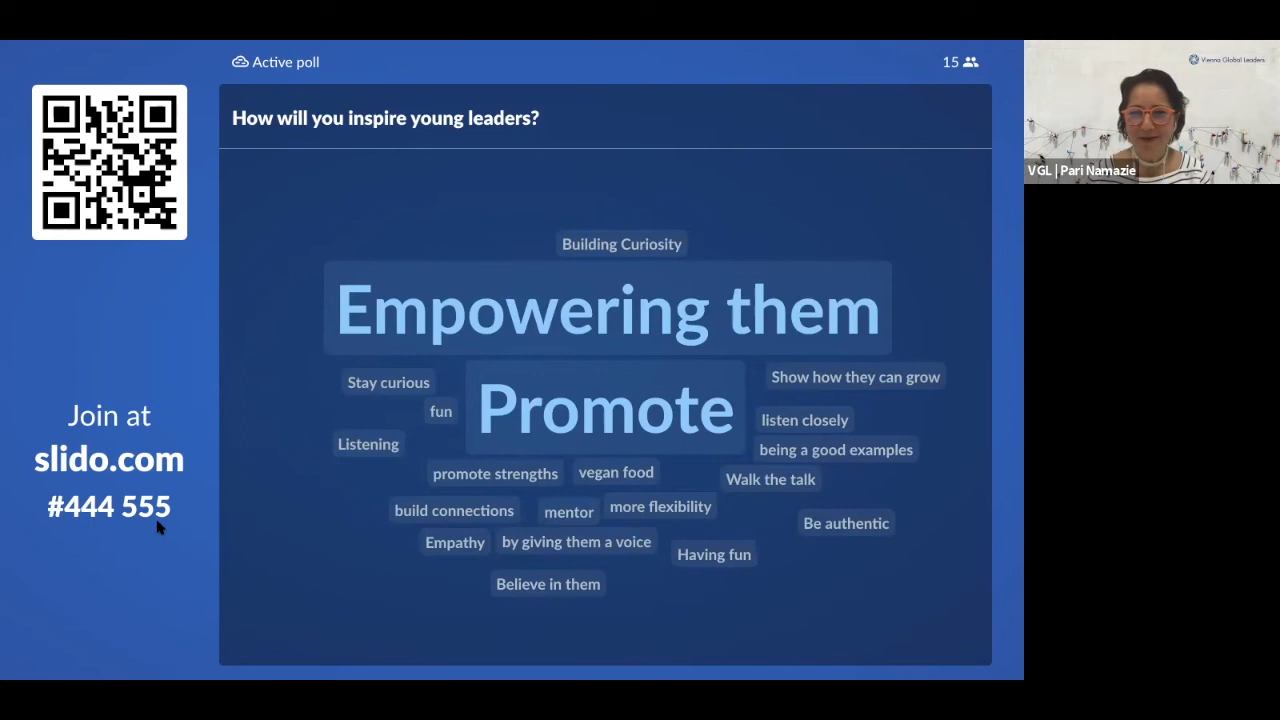 Active poll
15
How will you inspire young leaders?
Vienna Global Leaders
VGL | Pari Namazie
Join at
slido.com
#444 555
Building Curiosity
Empowering them
Stay curious
Promote
Show how they can grow
fun
listen closely
Listening
being a good examples
promote strengths
vegan food
Walk the talk
build connections
mentor
more flexibility
Be authentic
Empathy
by giving them a voice
Having fun
Believe in them